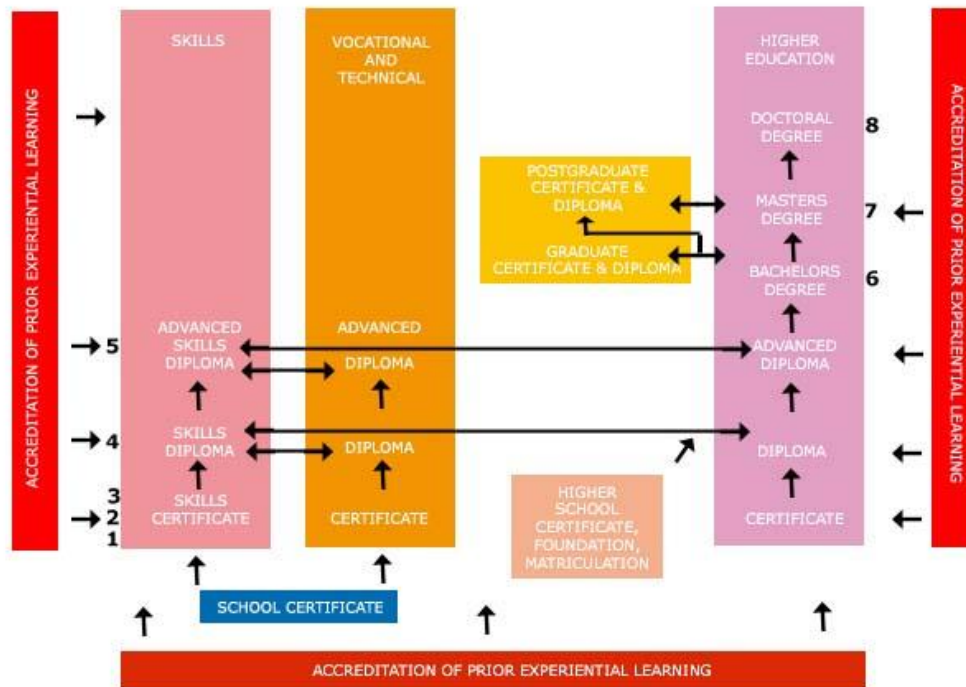 ACCREDITATION OF PRIOR EXPERIENTIAL LEARNING
SKILLS
ADVANCED
SKILLS
DIPLOMA
SKILLS
DIPLOMA
SKILLS
CERTIFICATE
5
4
3
2
1
VOCATIONAL
AND
TECHNICAL
ADVANCED
DIPLOMA
DIPLOMA
CERTIFICATE
SCHOOL CERTIFICATE
POSTGRADUATE
CERTIFICATE &
DIPLOMA
GRADUATE
CERTIFICATE & DIPLOMA
HIGHER
SCHOOL
CERTIFICATE,
FOUNDATION,
MATRICULATION
HIGHER
EDUCATION
DOCTORAL
DEGREE
MASTERS
DEGREE
BACHELORS
DEGREE
ADVANCED
DIPLOMA
DIPLOMA
CERTIFICATE
8
7
6
ACCREDITATION OF PRIOR EXPERIENTIAL LEARNING
ACCREDITATION OF PRIOR EXPERIENTIAL LEARNING